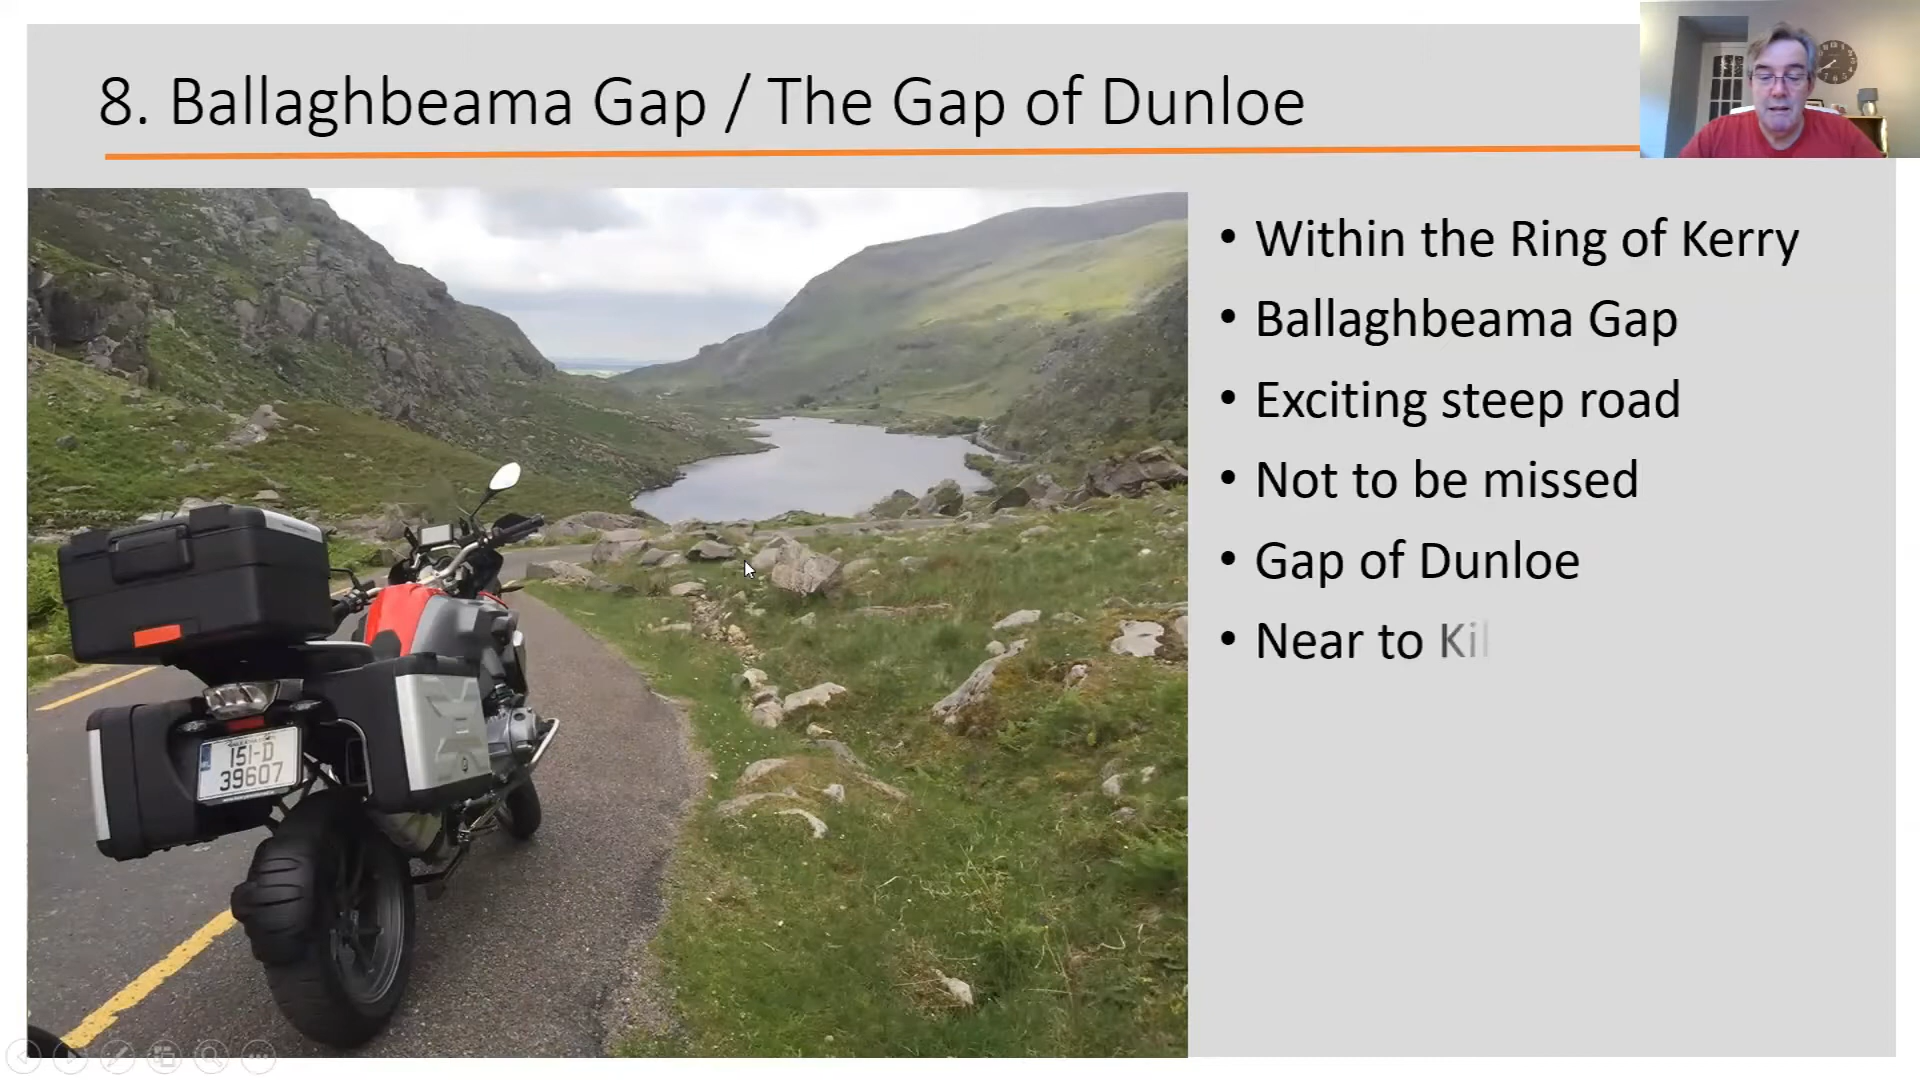 8. Ballaghbeama Gap / The Gap of Dunloe
• Within the Ring of Kerry
• Ballaghbeama Gap
• Exciting steep road
• Not to be missed
• Gap of Dunloe
• Near to Kil
151-D
39607